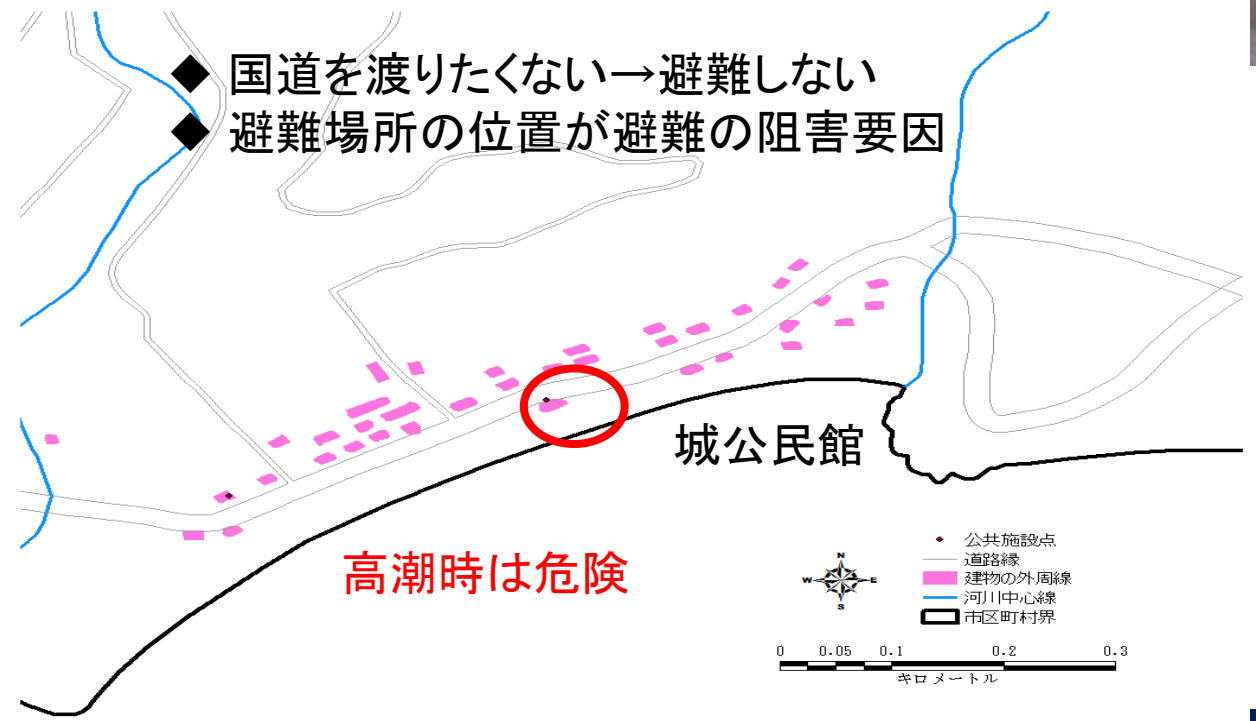 ◆ 国道を渡りたくない→避難しない
◆ 避難場所の位置が避難の阻害要因
城公民館
高潮時は危険
N
W E
S
公共施設点
道路縁
建物の外周線
河川中心線
市区町村界
0 0.05 0.1 0.2 0.3
キロメートル